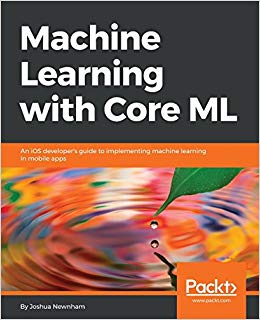 Machine
Learning
with Core ML
An iOS developer's guide to implementing machine learning
in mobile apps
Packt>
www.packt.com
By Joshua Newnham